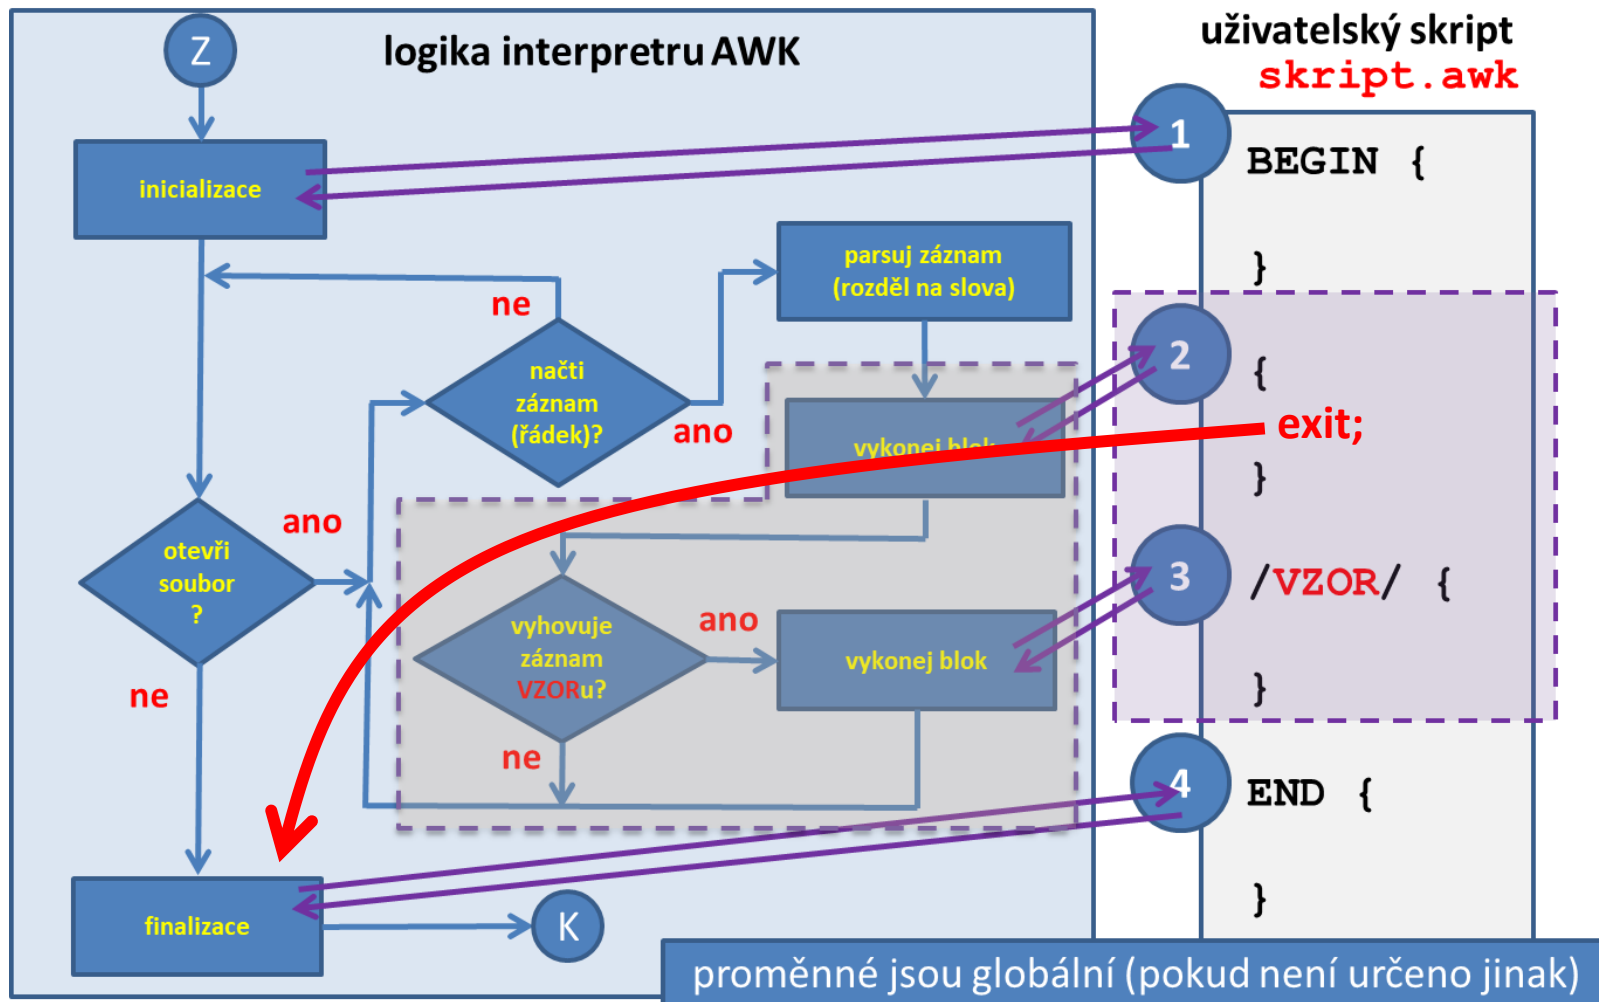 logika interpretru AWK
uživatelský skript
skript.awk
Z
inicializace
ne
načti
záznam
(řádek)?
ano
parsuj záznam
(rozděl na slova)
vykonej blok
otevři
soubor
?
ano
ne
vyhovuje
záznam
VZORu?
ano
vykonej blok
ne
finalizace
K
1
BEGIN {
}
2
{
exit;
}
3
/VZOR/ {
}
4
END {
}
proměnné jsou globální (pokud není určeno jinak)